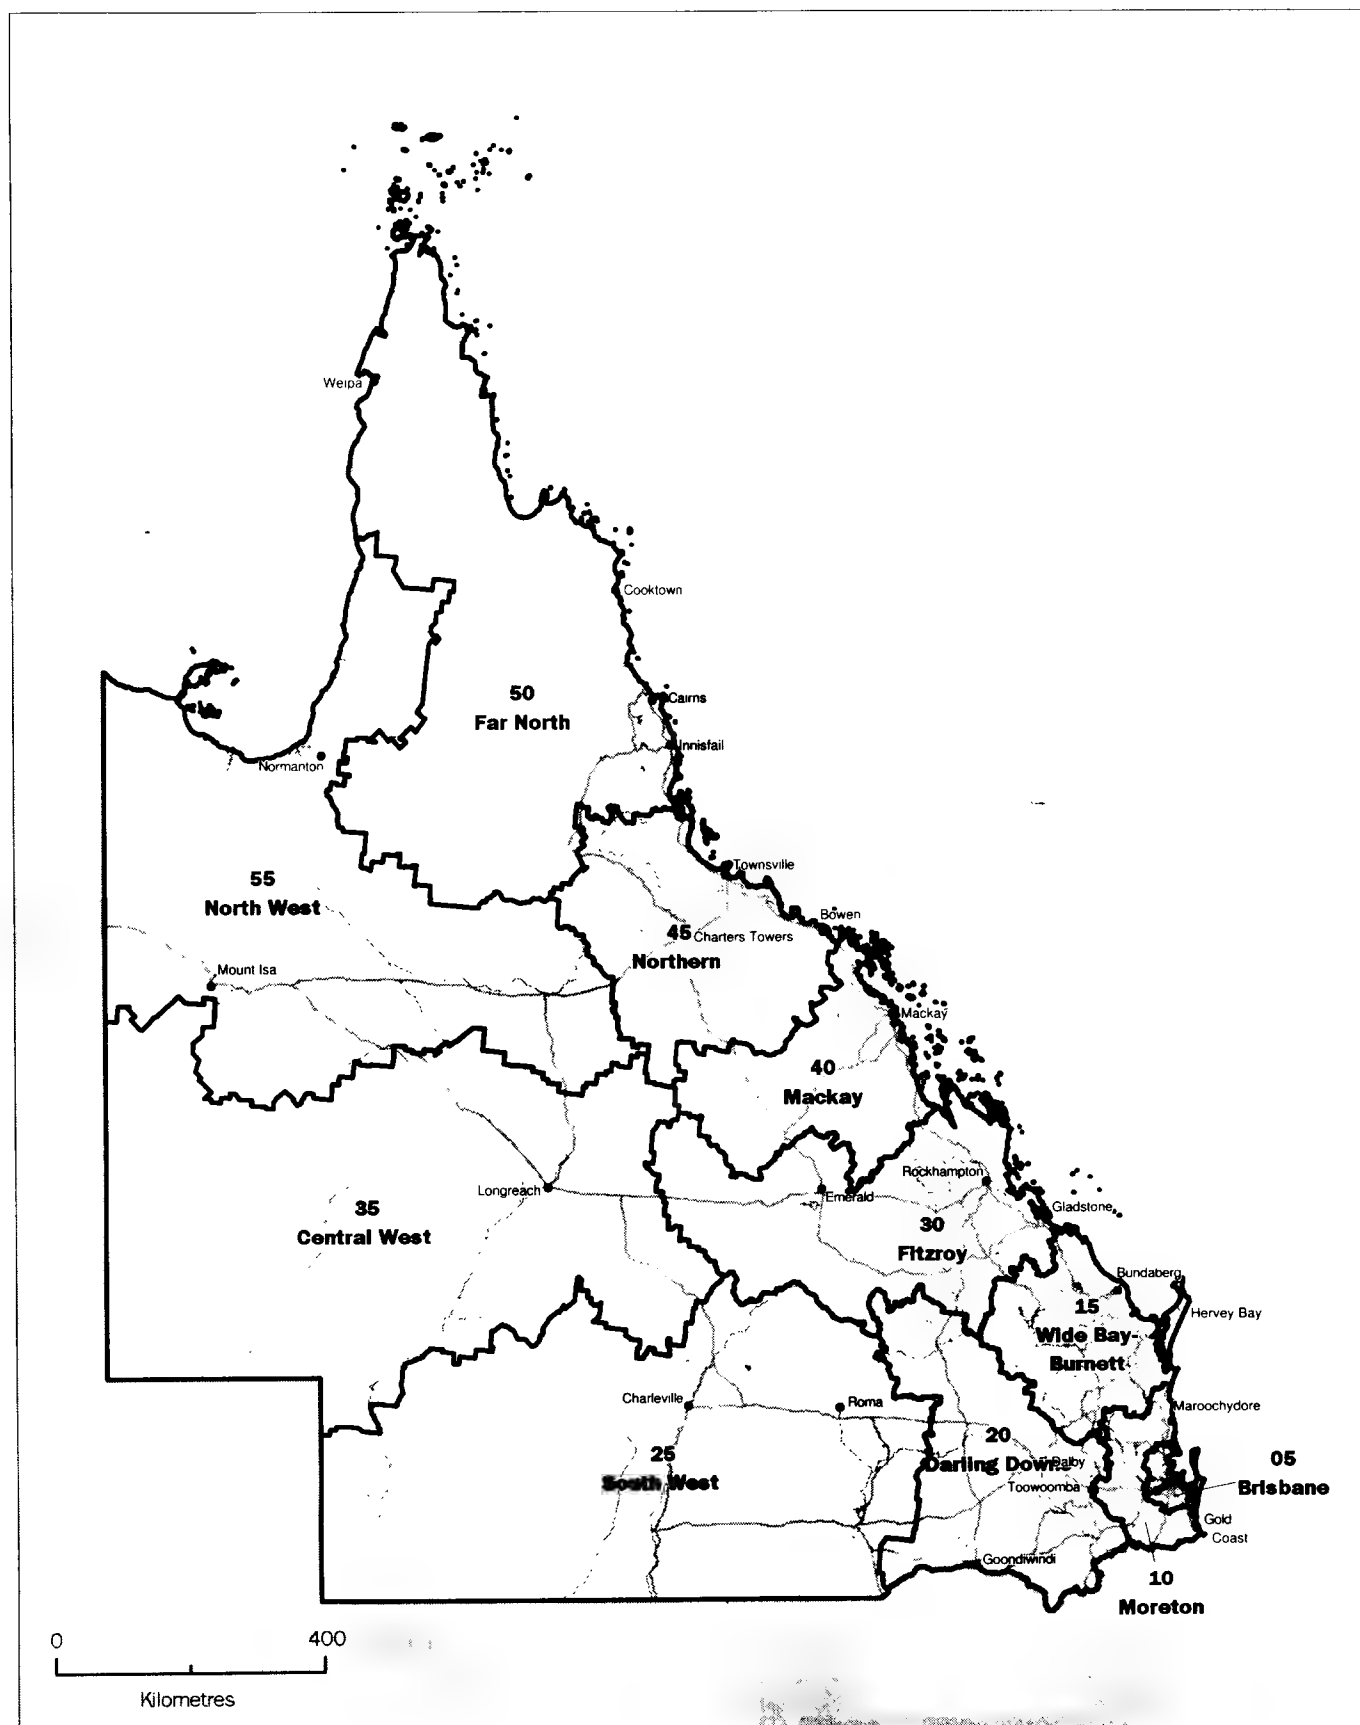 Weipa
Cooktown
50
Far North
Cairns
Innisfail
Normanton
55
North West
Townsville
Bowen
45
Charters Towers
Northern
Mount Isa
Mackay
40
Mackay
Rockhampton
Longreach
Emerald
35
Central West
Gladstone
30
Fitzroy
Bundaberg
15
Hervey Bay
Wide Bay-
Burnett
Charleville
Roma
Maroochydore
20
Darling Downs
Dalby
25
South West
05
Brisbane
Toowoomba
Gold
Coast
Goondiwindi
10
Moreton
0
400
Kilometres